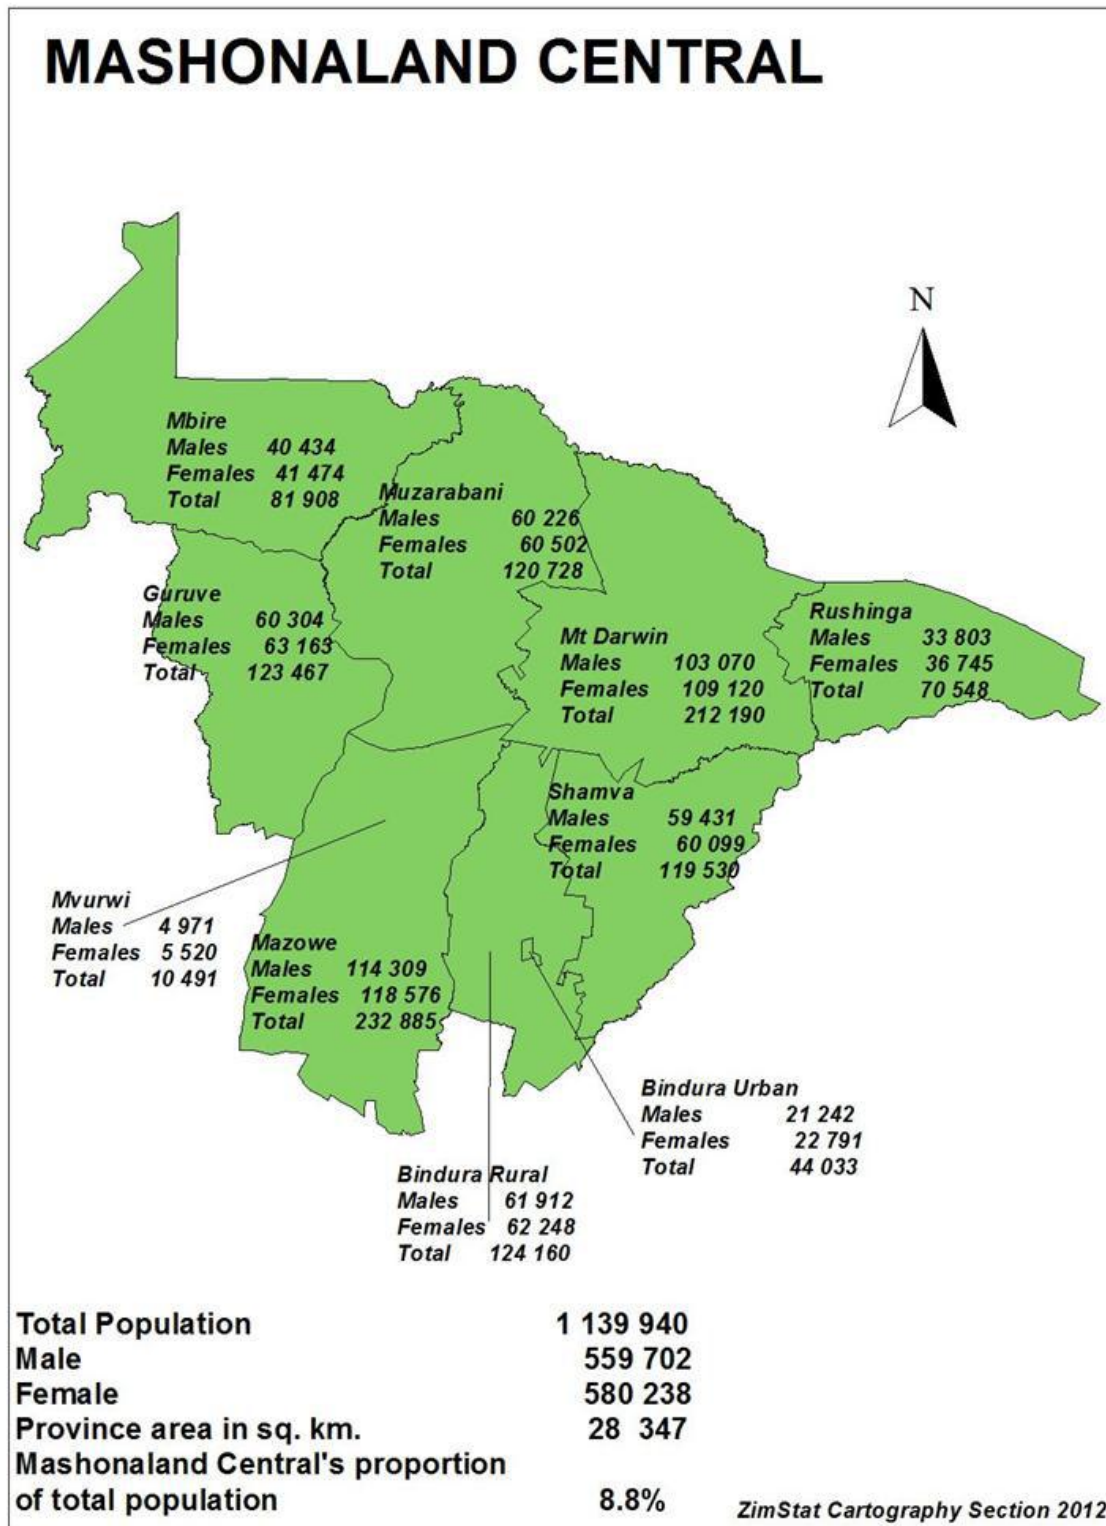 MASHONALAND CENTRAL
N
Mbire
Males 40 434
Females 41 474
Total 81 908
Muzarabani
Males 60 226
Females 60 502
Total 120 728
Guruve
Males 60 304
Females 63 163
Total 123 467
Mt Darwin
Males 103 070
Females 109 120
Total 212 190
Rushinga
Males 33 803
Females 36 745
Total 70 548
Shamva
Males 59 431
Females 60 099
Total 119 530
Mvurwi
Males 4 971
Females 5 520
Total 10 491
Mazowe
Males 114 309
Females 118 576
Total 232 885
Bindura Urban
Males 21 242
Females 22 791
Total 44 033
Bindura Rural
Males 61 912
Females 62 248
Total 124 160
Total Population 1 139 940
Male 559 702
Female 580 238
Province area in sq. km. 28 347
Mashonaland Central's proportion
of total population 8.8%
ZimStat Cartography Section 2012